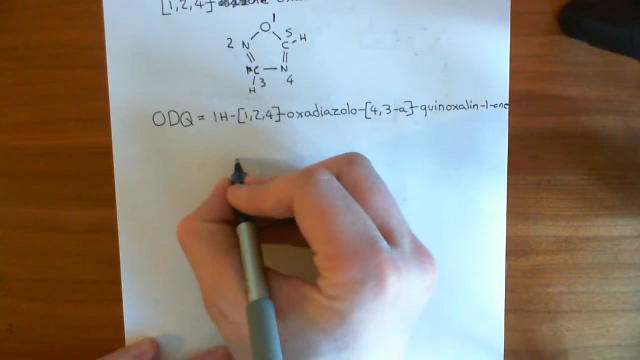 [1,2,4]
1
O
2 N C 5 H
C N
H 3 4
ODQ = 1H-[1,2,4]-oxadiazolo-[4,3-a]-quinoxalin-1-one